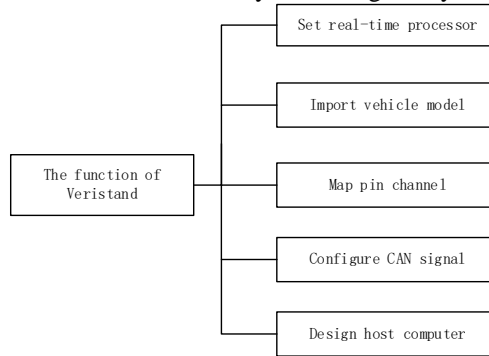 Set real-time processor
Import vehicle model
The function of
Veristand
Map pin channel
Configure CAN signal
Design host computer